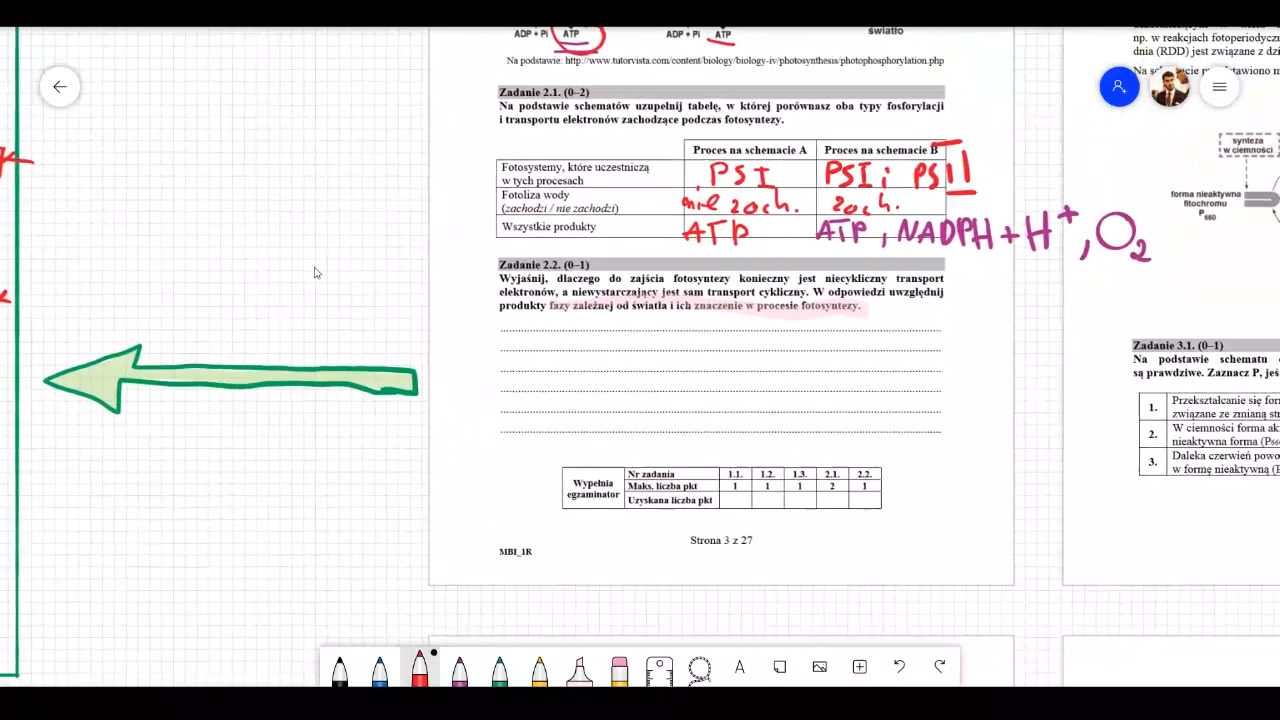 ADP + Pi ATP
ADP + Pi ATP
światło
Na podstawie: http://www.tutorvista.com/content/biology/biology-iv/photosynthesis/photophosphorylation.php
Zadanie 2.1. (0–2)
Na podstawie schematów uzupełnij tabelę, w której porównasz oba typy fosforylacji
i transportu elektronów zachodzące podczas fotosyntezy.
Proces na schemacie A Proces na schemacie B
Fotosystemy, które uczestniczą
w tych procesach
PSI PSI i PSII
Fotoliza wody
(zachodzi / nie zachodzi)
nie zach. zach.
Wszystkie produkty ATP ATP, NADPH + H+, O2
Zadanie 2.2. (0–1)
Wyjaśnij, dlaczego do zajścia fotosyntezy konieczny jest niecykliczny transport
elektronów, a niewystarczający jest sam transport cykliczny. W odpowiedzi uwzględnij
produkty fazy zależnej od światła i ich znaczenie w procesie fotosyntezy.
Wypełnia
egzaminator
Nr zadania 1.1. 1.2. 1.3. 2.1. 2.2.
Maks. liczba pkt 1 1 1 2 1
Uzyskana liczba pkt
Strona 3 z 27
MBI_1R
np. w reakcjach fotoperiodyczn
dnia (RDD) jest związane z dzi
synteza
w ciemności
forma nieaktywna
fitochromu
P660
Zadanie 3.1. (0–1)
Na podstawie schematu
są prawdziwe. Zaznacz P, jeś
1. Przekształcanie się form
związane ze zmianą str
2. W ciemności forma ak
nieaktywna forma (P66
3. Daleka czerwień powo
w formę nieaktywną (P
A